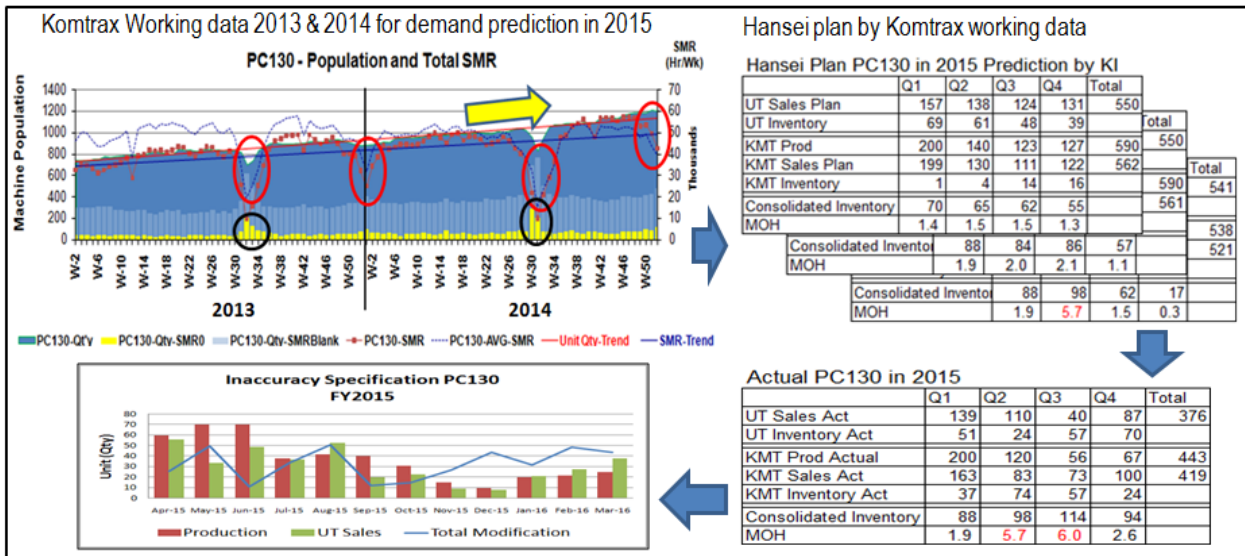 Komtrax Working data 2013 & 2014 for demand prediction in 2015
PC130 - Population and Total SMR
SMR
(Hr/Wk)
Machine Population
1400
1200
1000
800
600
400
200
0
70
60
50
40
30
20
10
0
Thousands
W-2
W-6
W-10
W-14
W-18
W-22
W-26
W-30
W-34
W-38
W-42
W-46
W-50
W-2
W-6
W-10
W-14
W-18
W-22
W-26
W-30
W-34
W-38
W-42
W-46
W-50
2013 2014
PC130-Qt'y PC130-Qty-SMR0 PC130-Qty-SMRBlank PC130-SMR PC130-AVG-SMR Unit Qty-Trend SMR-Trend
Hansei plan by Komtrax working data
Hansei Plan PC130 in 2015 Prediction by KI
Q1 Q2 Q3 Q4 Total
UT Sales Plan 157 138 124 131 550
UT Inventory 69 61 48 39
KMT Prod 200 140 123 127 590
KMT Sales Plan 199 130 111 122 562
KMT Inventory 1 4 14 16
Consolidated Inventory 70 65 62 55
MOH 1.4 1.5 1.5 1.3
Total
550
590
561
Consolidated Invento 88 84 86 57
MOH 1.9 2.0 2.1 1.1
Total
541
538
521
Consolidated Invento 88 98 62 17
MOH 1.9 5.7 1.5 0.3
Actual PC130 in 2015
Q1 Q2 Q3 Q4 Total
UT Sales Act 139 110 40 87 376
UT Inventory Act 51 24 57 70
KMT Prod Actual 200 120 56 67 443
KMT Sales Act 163 83 73 100 419
KMT Inventory Act 37 74 57 24
Consolidated Inventory 88 98 114 94
MOH 1.9 5.7 6.0 2.6
Inaccuracy Specification PC130
FY2015
Unit (Qty)
80
70
60
50
40
30
20
10
0
Apr-15 May-15 Jun-15 Jul-15 Aug-15 Sep-15 Oct-15 Nov-15 Dec-15 Jan-16 Feb-16 Mar-16
Production UT Sales Total Modification